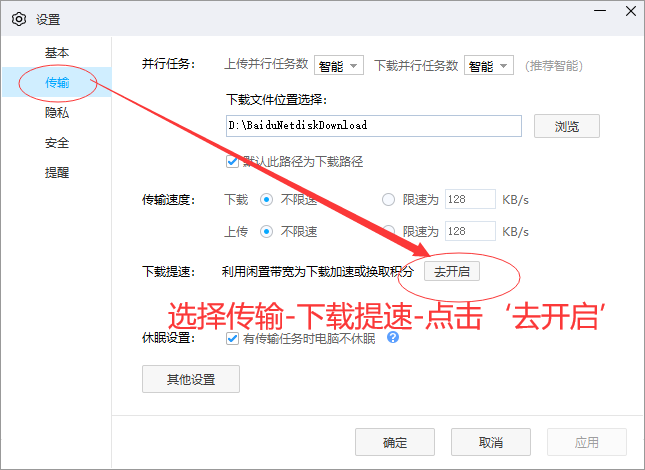 设置
基本
传输
隐私
安全
提醒
并行任务: 上传并行任务数 智能 下载并行任务数 智能 (推荐智能)
下载文件位置选择:
D:\BaiduNetdiskDownload 浏览
默认此路径为下载路径
传输速度: 下载 不限速 限速为 128 KB/s
上传 不限速 限速为 128 KB/s
下载提速: 利用闲置带宽为下载加速或换取积分 去开启
选择传输-下载提速-点击‘去开启’
休眠设置: 有传输任务时电脑不休眠 ?
其他设置
确定 取消 应用